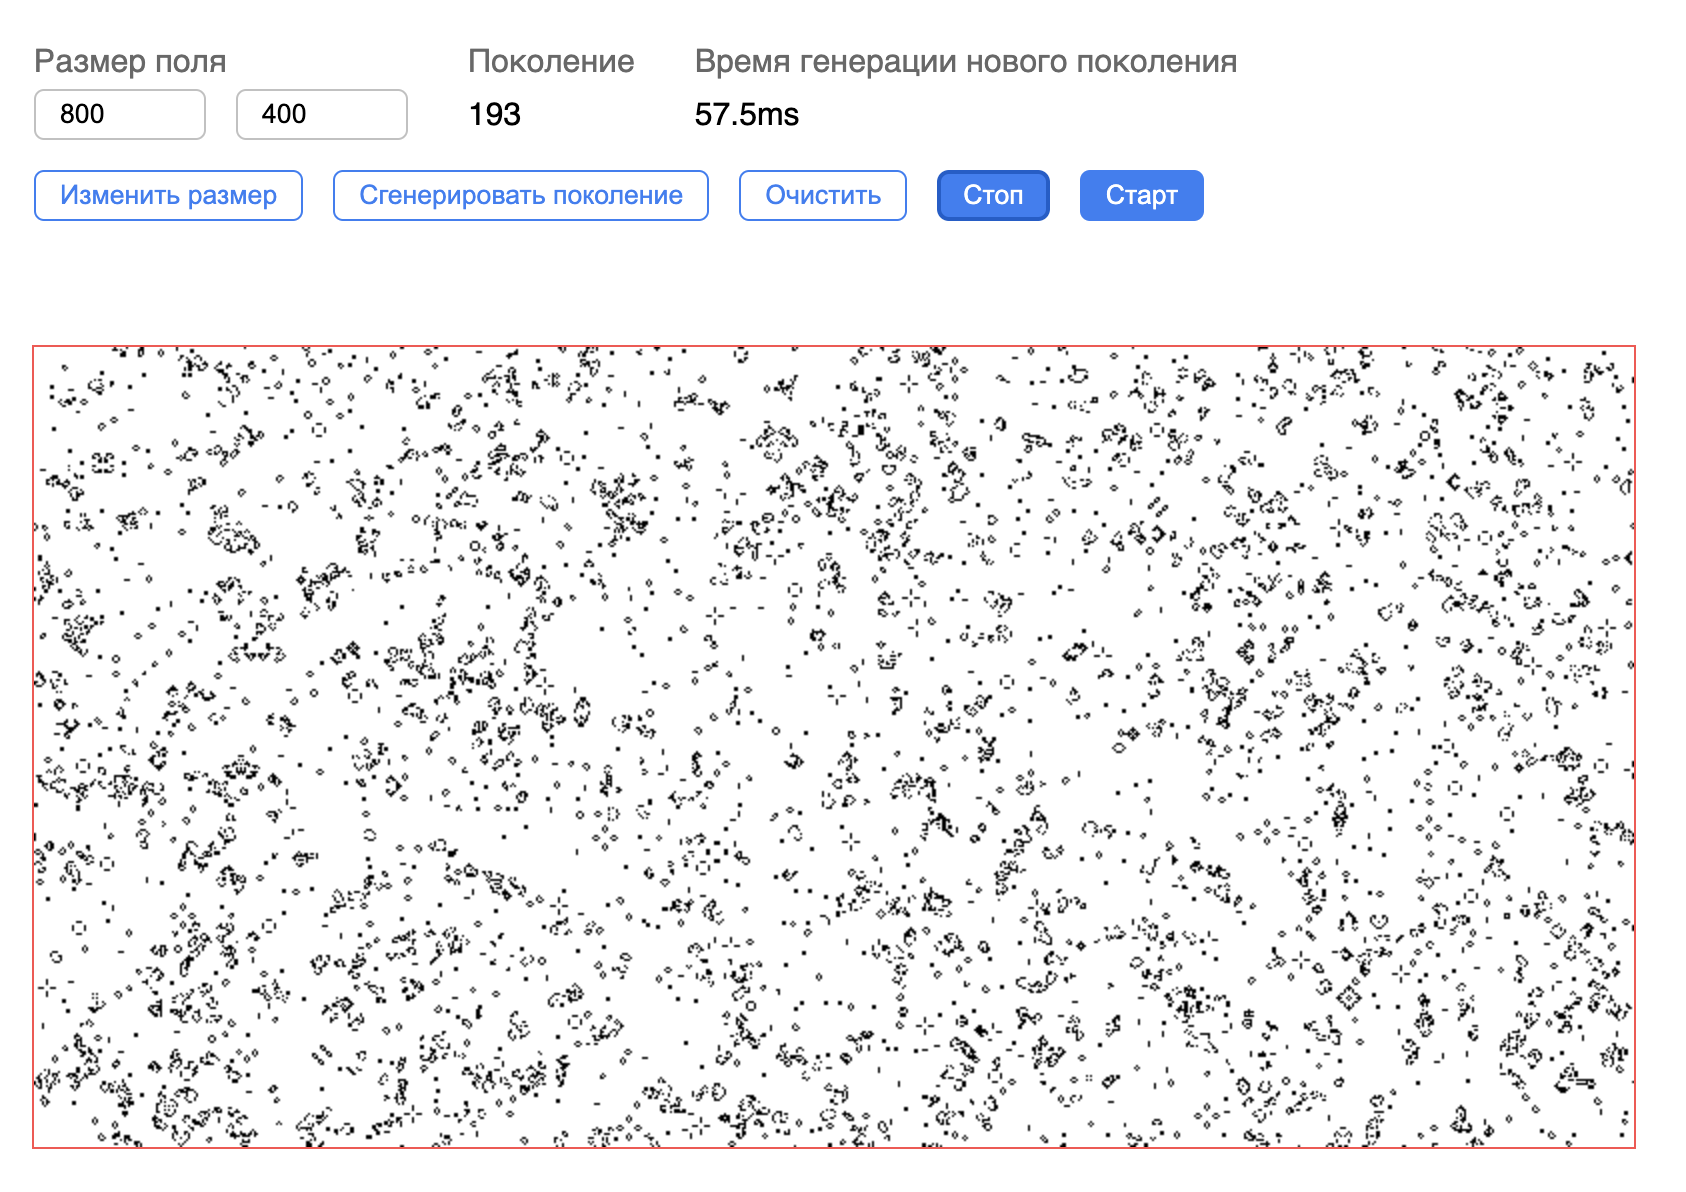 Размер поля
Поколение
Время генерации нового поколения
800
400
193
57.5ms
Изменить размер
Сгенерировать поколение
Очистить
Стоп
Старт